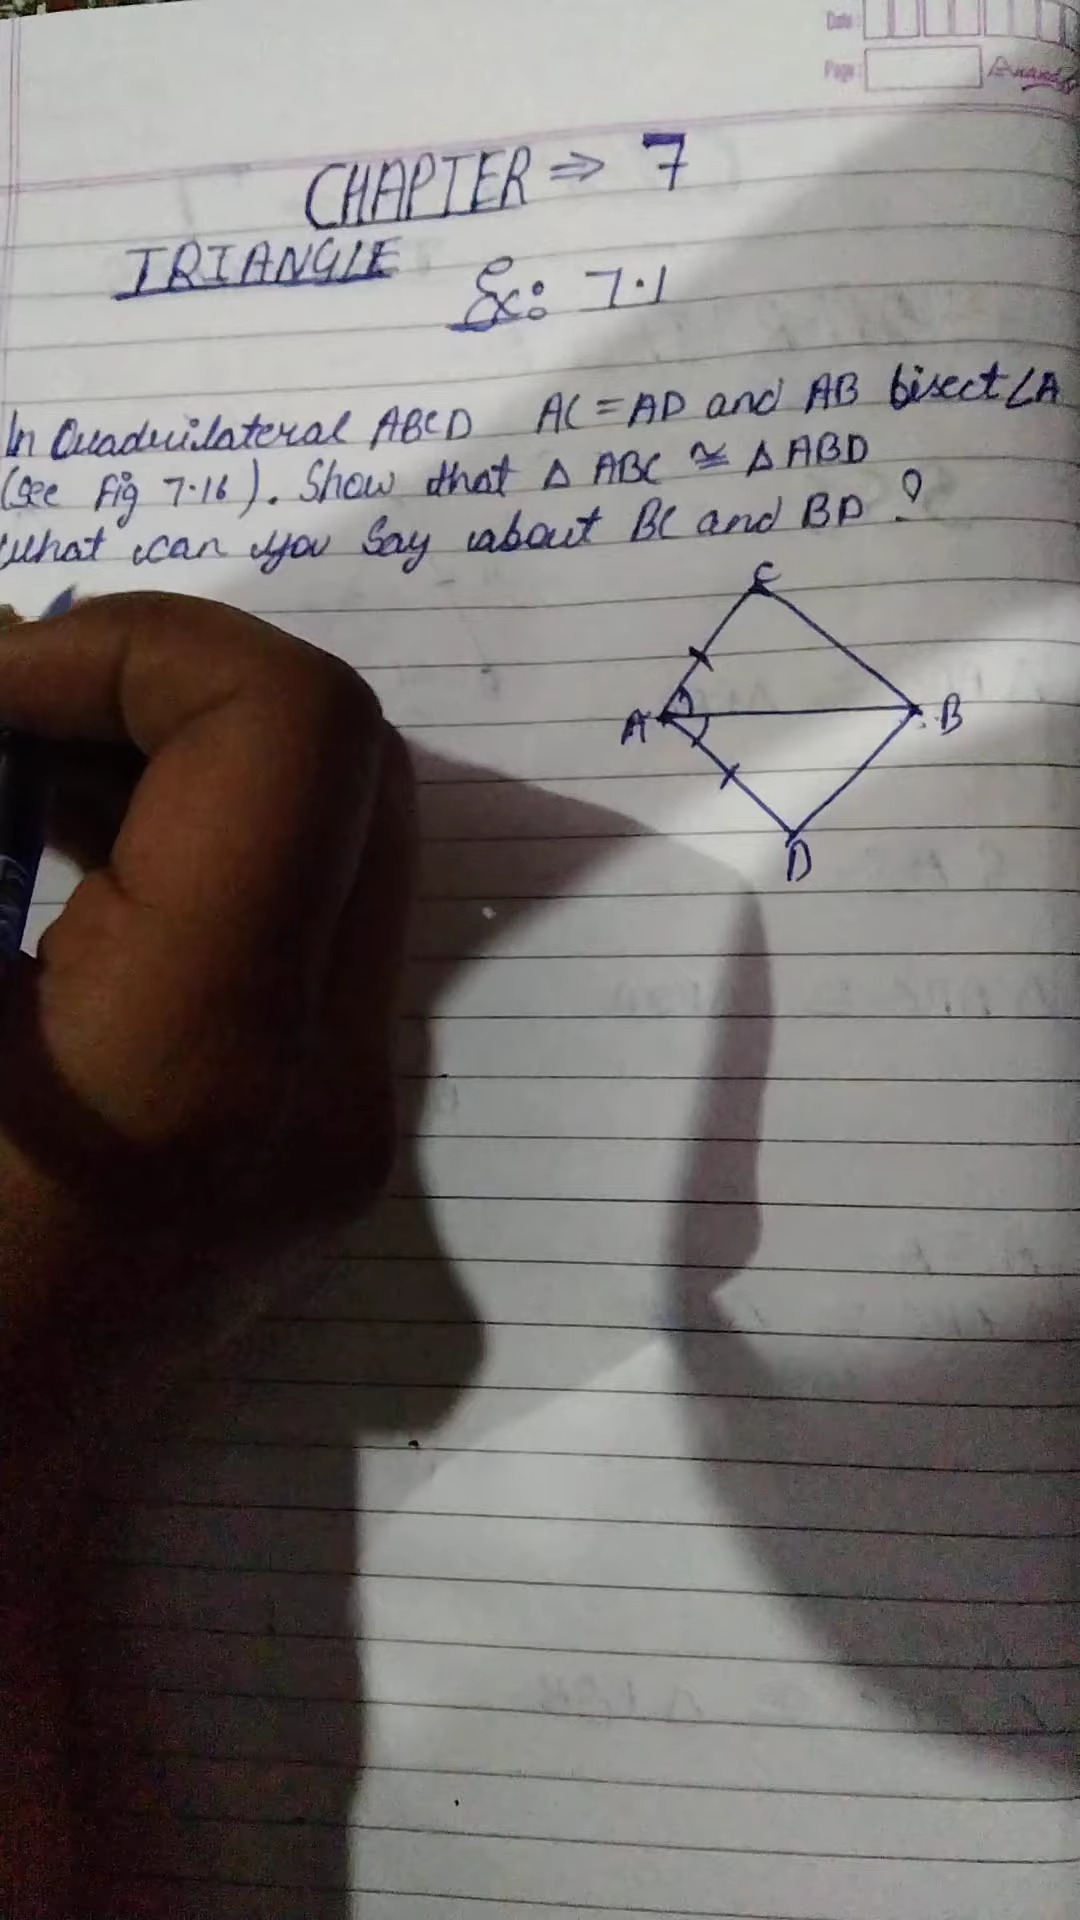 Date:
Page:
CHAPTER ⇒ 7
TRIANGLE
Ex: 7.1
In Quadrilateral ABCD AC = AD and AB bisect ∠A
(See Fig 7.16). Show that △ ABC ≅ △ ABD
What can you Say about BC and BD ?
C
A
B
D